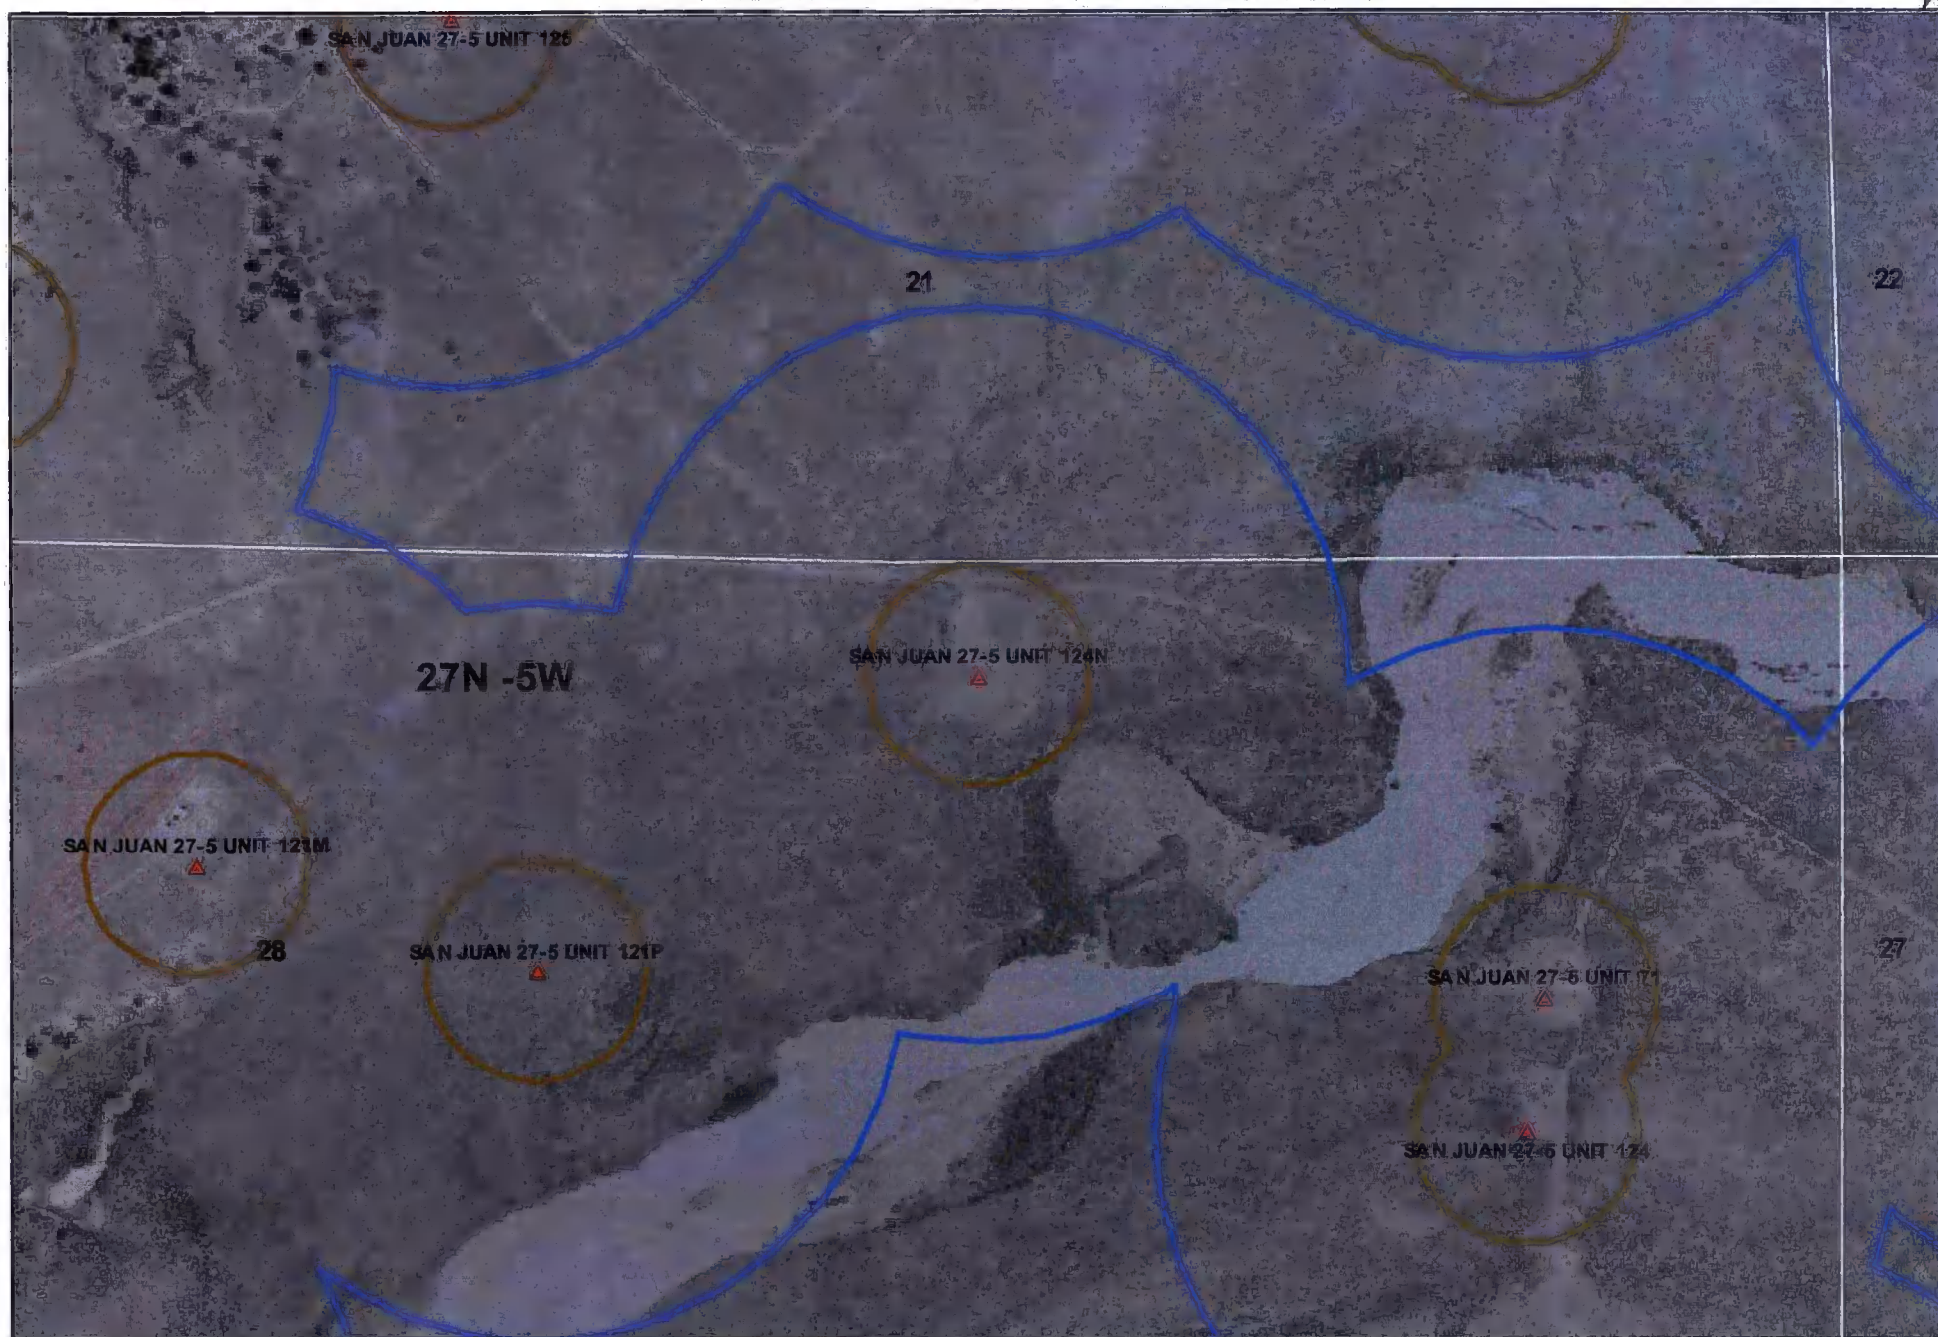 SAN JUAN 27-5 UNIT 125
21
22
SAN JUAN 27-5 UNIT 124N
27N -5W
SAN JUAN 27-5 UNIT 121M
28
SAN JUAN 27-5 UNIT 121P
27
SAN JUAN 27-5 UNIT 71
SAN JUAN 27-5 UNIT 124